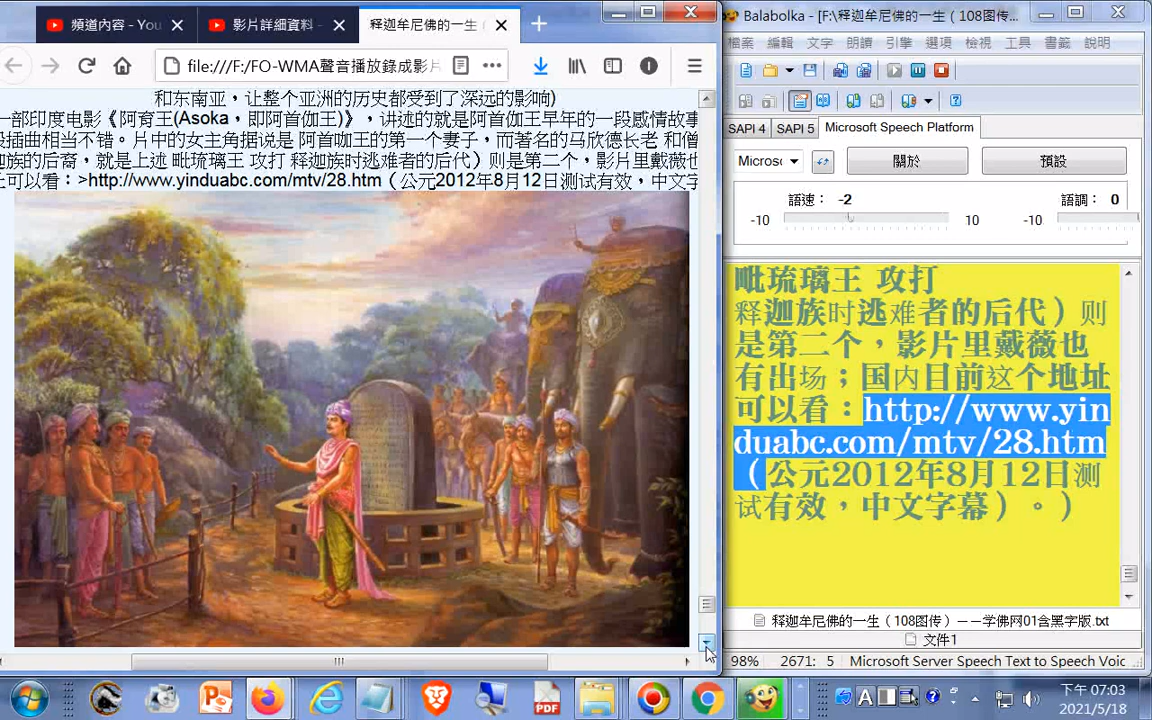 頻道內容 - You
影片詳細資料 -
释迦牟尼佛的一生
file:///F:/FO-WMA聲音播放錄成影片
和东南亚，让整个亚洲的历史都受到了深远的影响)
一部印度电影《阿育王(Asoka，即阿首伽王)》，讲述的就是阿首伽王早年的一段感情故事
插曲相当不错。片中的女主角据说是 阿首咖王的第一个妻子，而著名的马欣德长老 和僧
迦族的后裔，就是上述 毗琉璃王 攻打 释迦族时逃难者的后代）则是第二个，影片里戴薇也
可以看：>http://www.yinduabc.com/mtv/28.htm（公元2012年8月12日测试有效，中文字
Balabolka - [F:\释迦牟尼佛的一生（108图传...
檔案 編輯 文字 朗讀 引擎 選項 檢視 工具 書籤 說明
SAPI 4 SAPI 5 Microsoft Speech Platform
Microsc 關於 預設
語速： -2 語調： 0
-10 10 -10
毗琉璃王 攻打
释迦族时逃难者的后代）则
是第二个，影片里戴薇也
有出场；国内目前这个地址
可以看：http://www.yin
duabc.com/mtv/28.htm
（公元2012年8月12日测
试有效，中文字幕）。）
释迦牟尼佛的一生（108图传）——学佛网01含黑字版.txt
文件1
98% 2671: 5 Microsoft Server Speech Text to Speech Voic
PDF
下午 07:03
2021/5/18